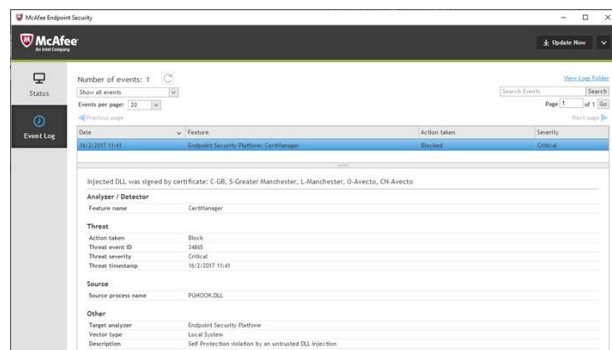 McAfee Endpoint Security
McAfee
An Intel Company
Update Now
Status
Event Log
Number of events: 1
View Logs Folder
Show all events
Search Events
Search
Events per page: 20
Page 1 of 1 Go
Previous page
Next page
Date Feature Action taken Severity
16/2/2017 11:41 Endpoint Security Platform: CertManager Blocked Critical
Injected DLL was signed by certificate: C-GB, S-Greater Manchester, L-Manchester, O-Avecto, CN-Avecto
Analyzer / Detector
Feature name CertManager
Threat
Action taken Block
Threat event ID 34865
Threat severity Critical
Threat timestamp 16/2/2017 11:41
Source
Source process name PGHOOK.DLL
Other
Target analyzer Endpoint Security Platform
Vector type Local System
Description Self Protection violation by an untrusted DLL injection